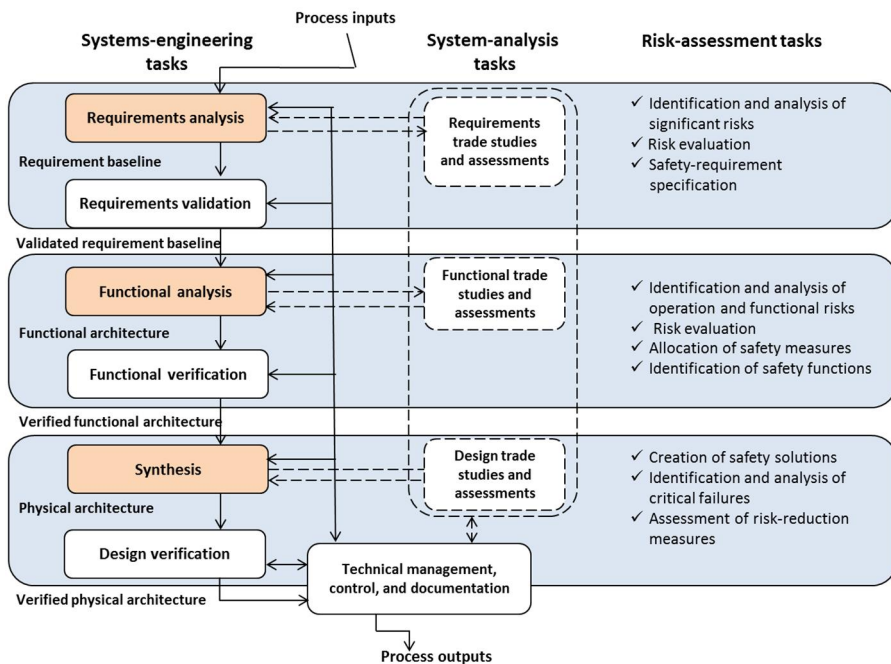 Process inputs
Systems-engineering
tasks
System-analysis
tasks
Risk-assessment tasks
Requirements analysis
Requirement baseline
Requirements validation
Requirements
trade studies
and assessments
✓ Identification and analysis of
significant risks
✓ Risk evaluation
✓ Safety-requirement
specification
Validated requirement baseline
Functional analysis
Functional architecture
Functional verification
Functional trade
studies and
assessments
✓ Identification and analysis of
operation and functional risks
✓ Risk evaluation
✓ Allocation of safety measures
✓ Identification of safety functions
Verified functional architecture
Synthesis
Physical architecture
Design verification
Design trade
studies and
assessments
✓ Creation of safety solutions
✓ Identification and analysis of
critical failures
✓ Assessment of risk-reduction
measures
Verified physical architecture
Technical management,
control, and documentation
Process outputs